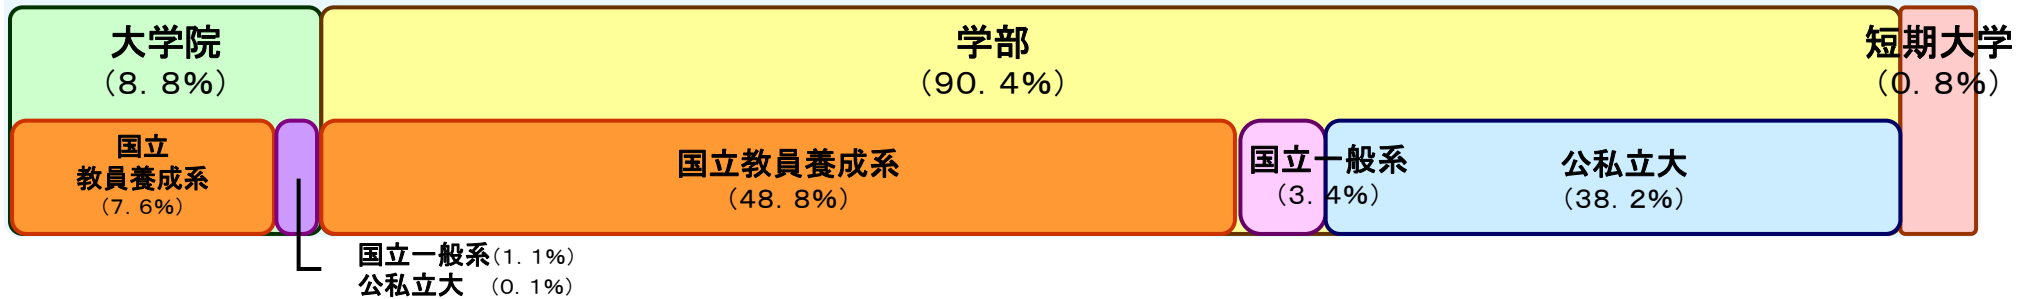 大学院
（８．８%）
学部
（９０．４%）
短期大学
（０．８%）
国立
教員養成系
（７．６%）
国立教員養成系
（４８．８%）
国立一般系
（３．４%）
公私立大
（３８．２%）
国立一般系（１．１%）
公私立大　（０．１%）